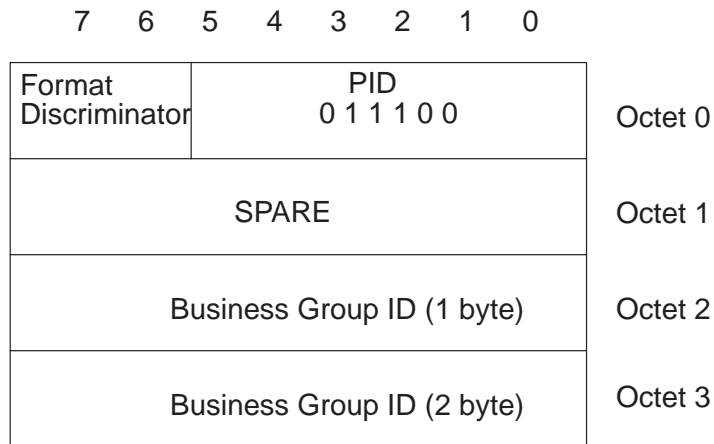 7 6 5 4 3 2 1 0
Format
Discriminator
PID
0 1 1 1 0 0
Octet 0
SPARE
Octet 1
Business Group ID (1 byte)
Octet 2
Business Group ID (2 byte)
Octet 3